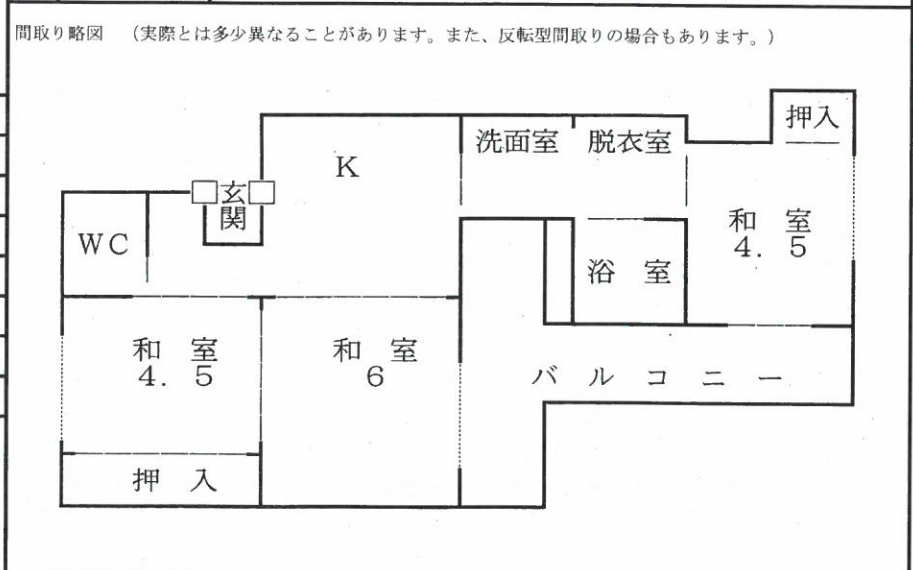 間取り略図 （実際とは多少異なることがあります。また、反転型間取りの場合もあります。）
押入
洗面室 脱衣室
K
玄
関
和 室
4．5
WC
浴 室
和 室
4．5
和 室
6
バ ル コ ニ ー
押 入